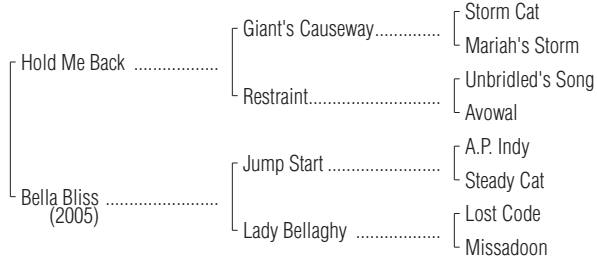 Storm Cat
Giant's Causeway..............
Mariah's Storm
Hold Me Back ..................
Unbridled's Song
Restraint............................
Avowal
A.P. Indy
Jump Start ........................
Steady Cat
Bella Bliss ........................
(2005)
Lost Code
Lady Bellaghy ..................
Missadoon